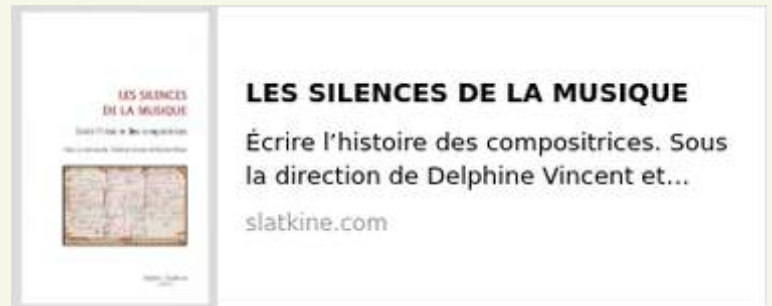 LES SILENCES
DE LA MUSIQUE
LES SILENCES DE LA MUSIQUE
Écrire l’histoire des compositrices. Sous
la direction de Delphine Vincent et...
slatkine.com